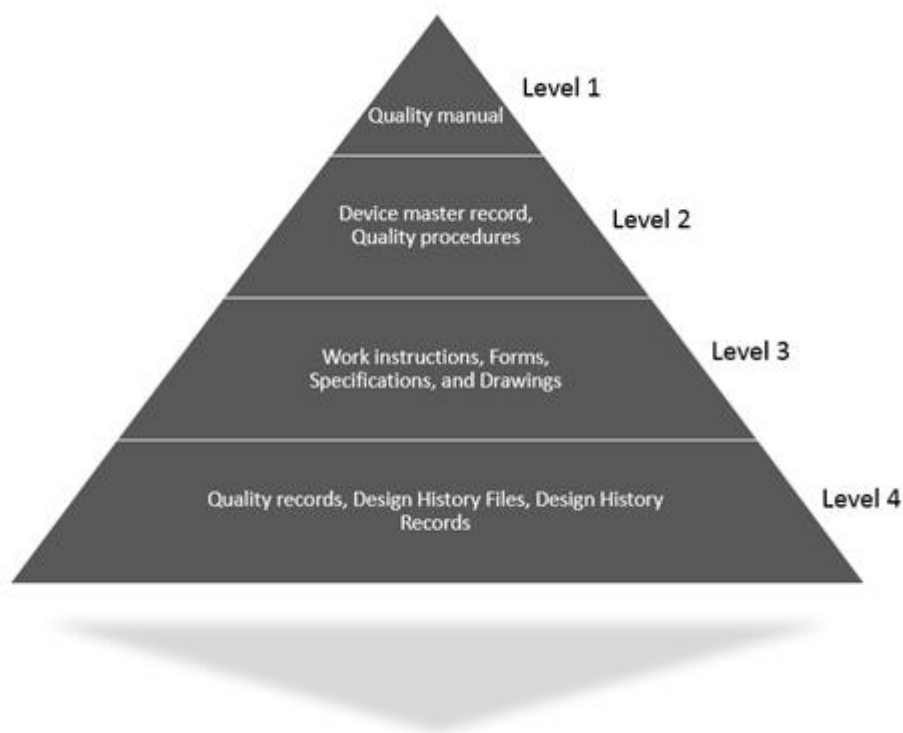 Level 1
Quality manual
Device master record,
Quality procedures
Level 2
Work instructions, Forms,
Specifications, and Drawings
Level 3
Quality records, Design History Files, Design History
Records
Level 4